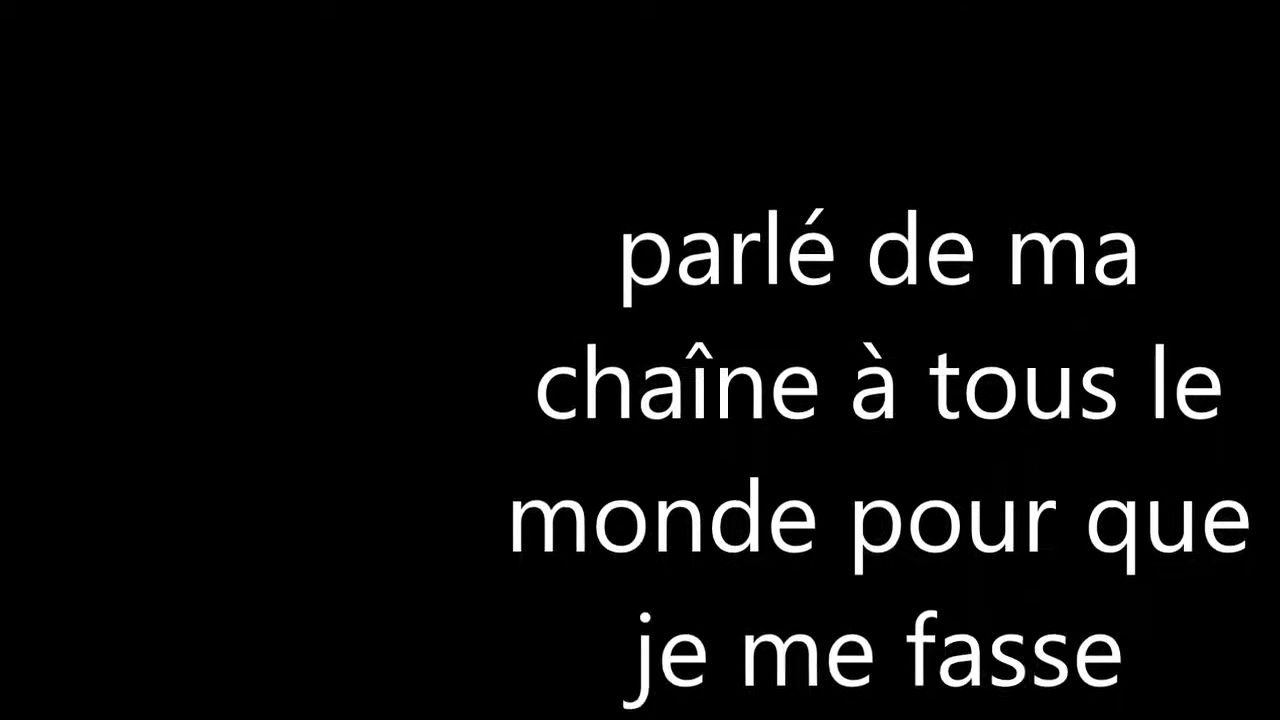 parlé de ma
chaîne à tous le
monde pour que
je me fasse